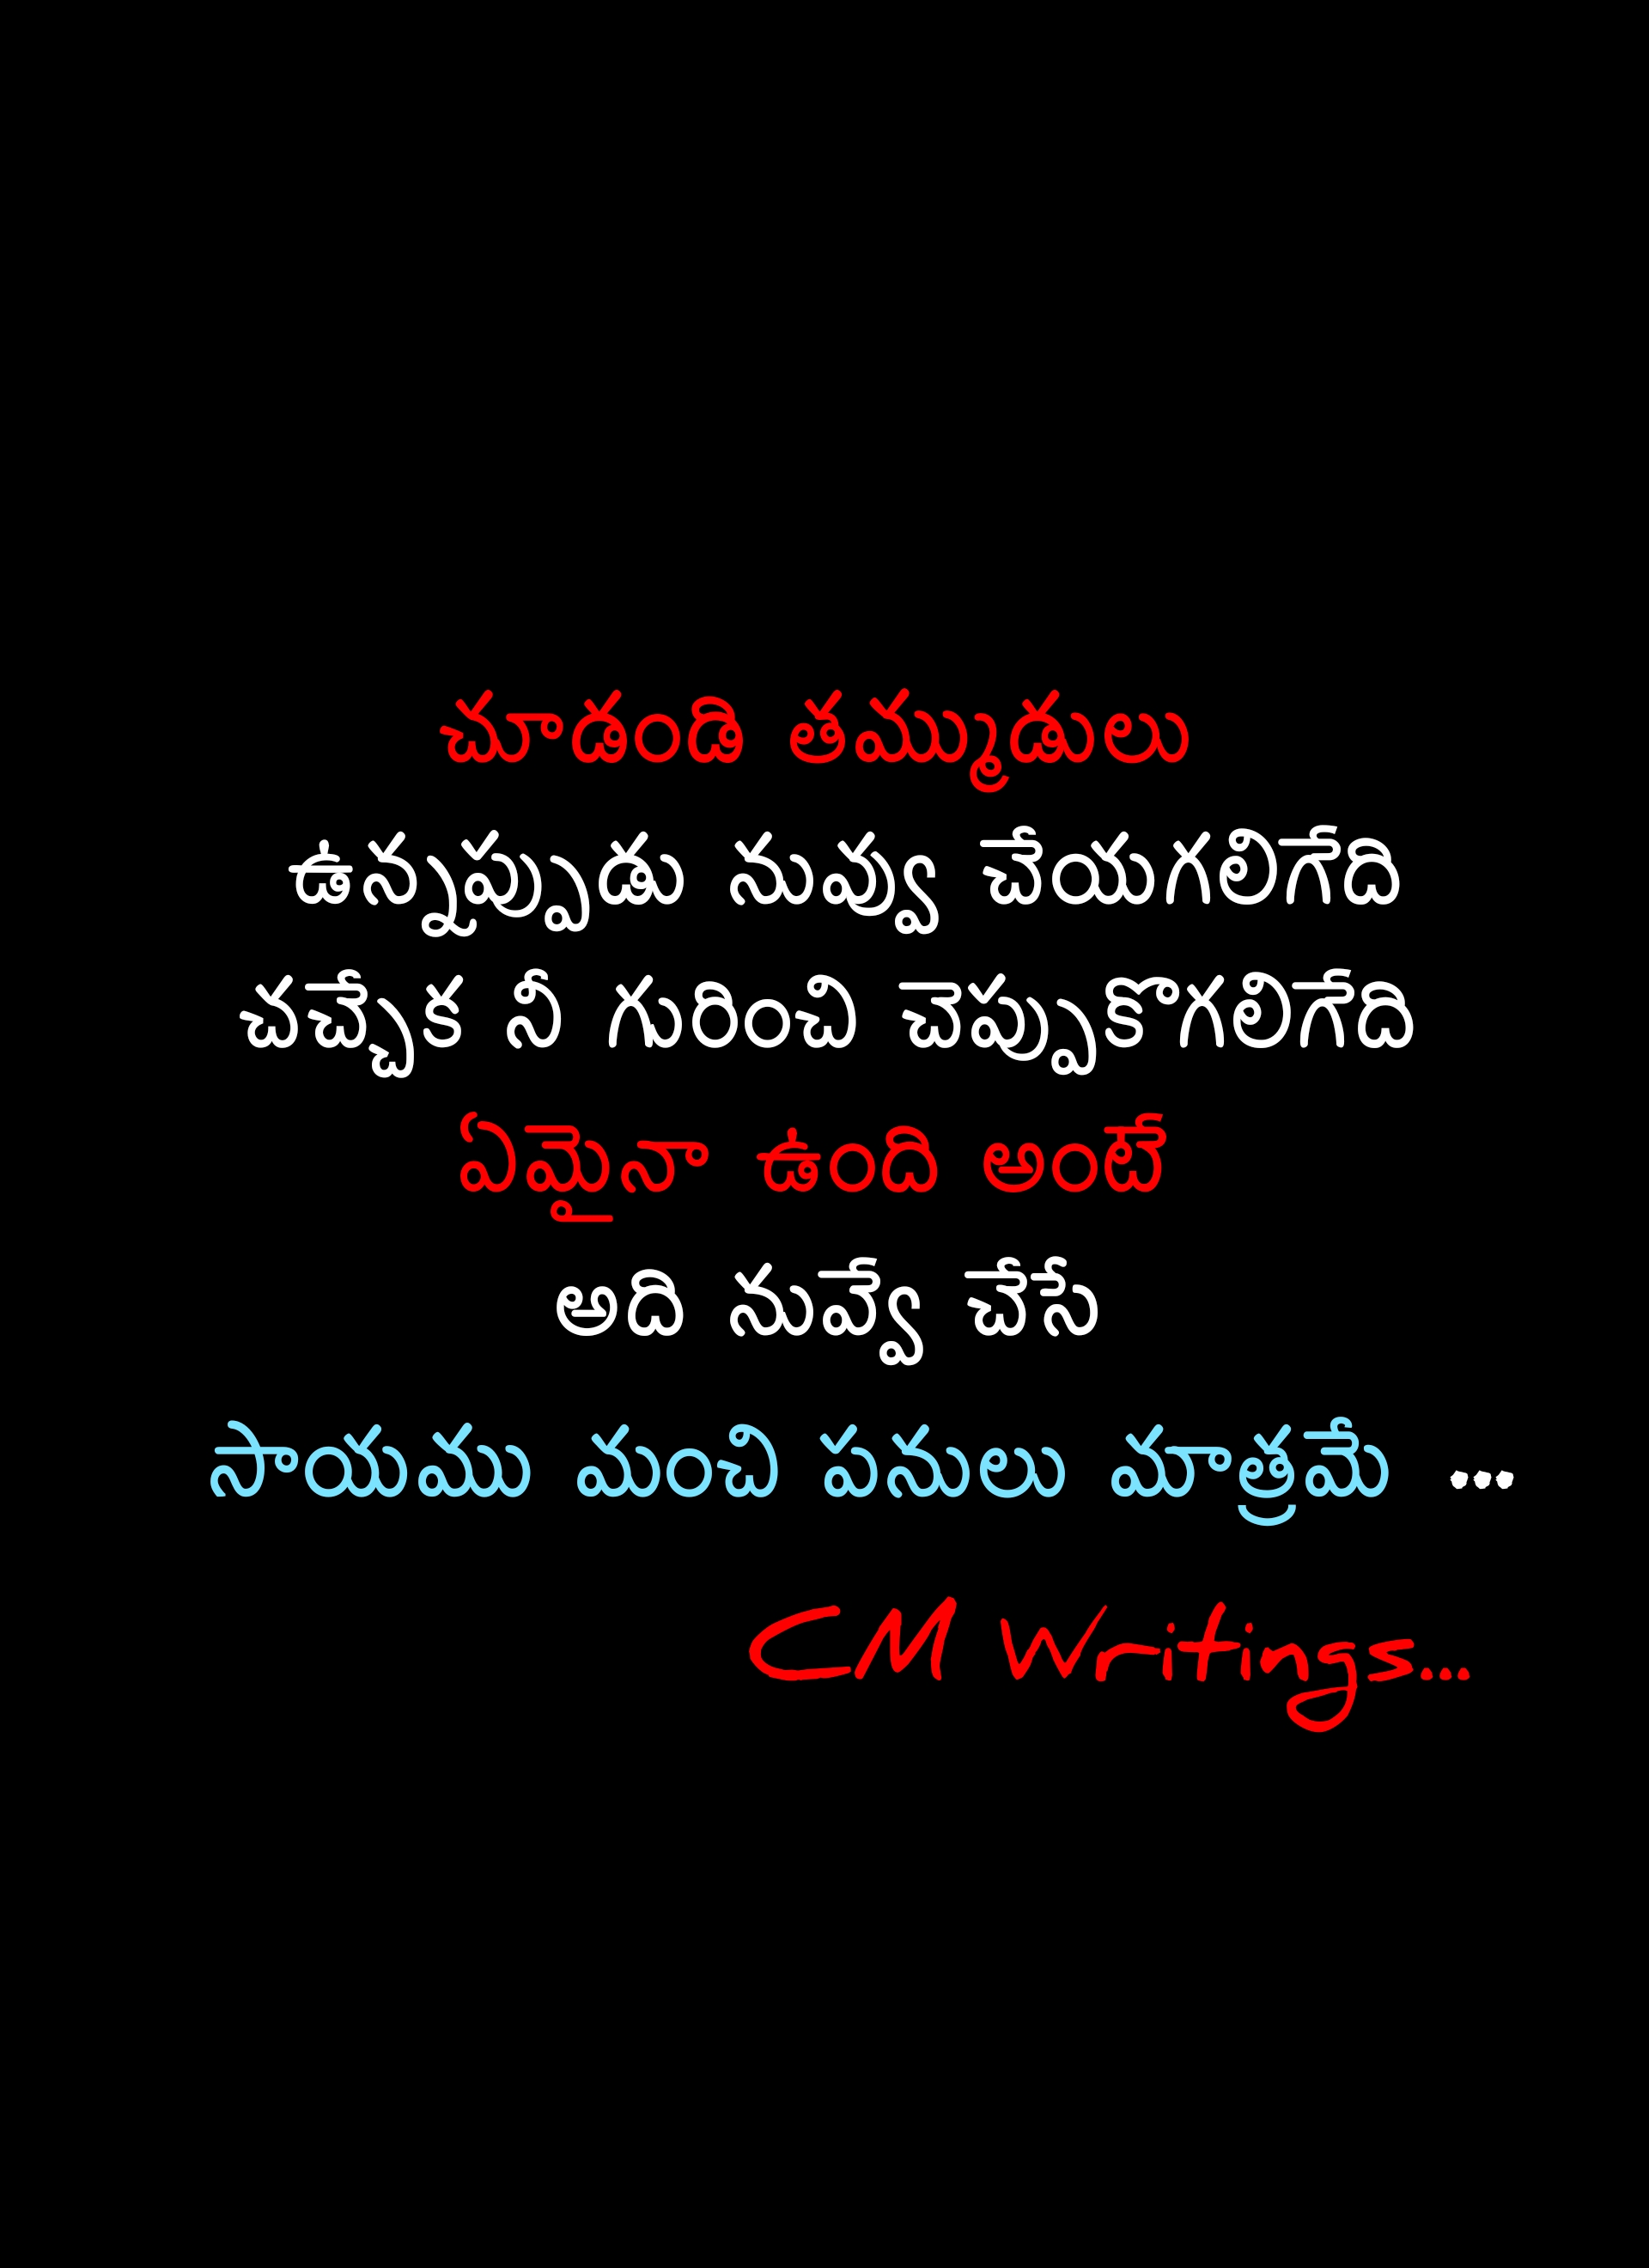 చూడండి తమ్ముడులు
ఉన్నప్పుడు నువ్వు చేయగలిగేది
చచ్చేక నీ గురించి చెప్పుకొగలిగేది
ఏమైనా ఉంది అంటే
అది నువ్వే చేసే
సాయము మంచి పనులు మాత్రమే ...
CM Writings...